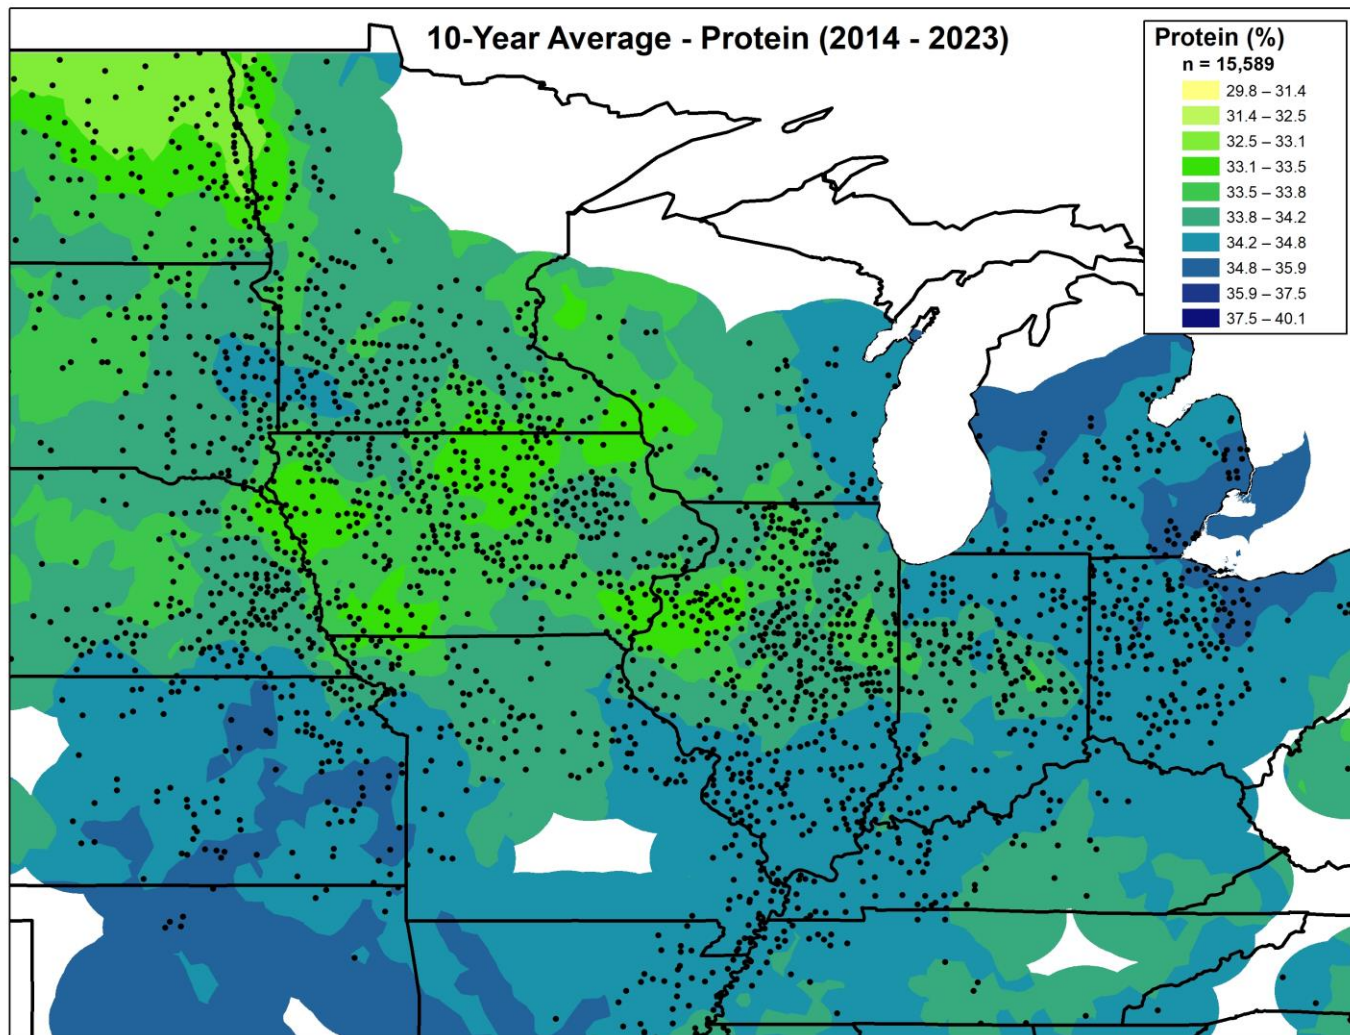 10-Year Average - Protein (2014 - 2023)
Protein (%)
n = 15,589
29.8 – 31.4
31.4 – 32.5
32.5 – 33.1
33.1 – 33.5
33.5 – 33.8
33.8 – 34.2
34.2 – 34.8
34.8 – 35.9
35.9 – 37.5
37.5 – 40.1